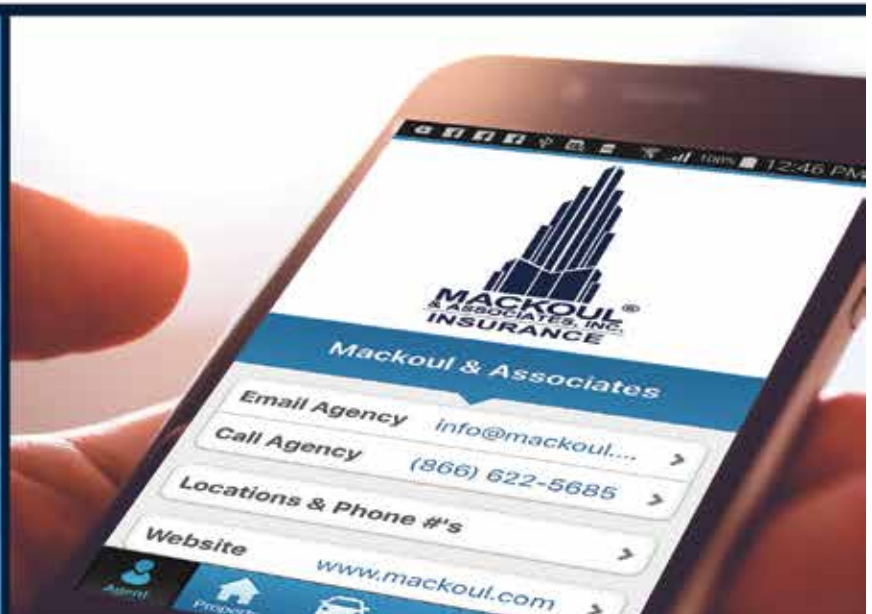 100% 12:46 PM
MACKOUL®
& ASSOCIATES, INC.
INSURANCE
Mackoul & Associates
Email Agency info@mackoul....
Call Agency (866) 622-5685
Locations & Phone #'s
Website www.mackoul.com
Agent